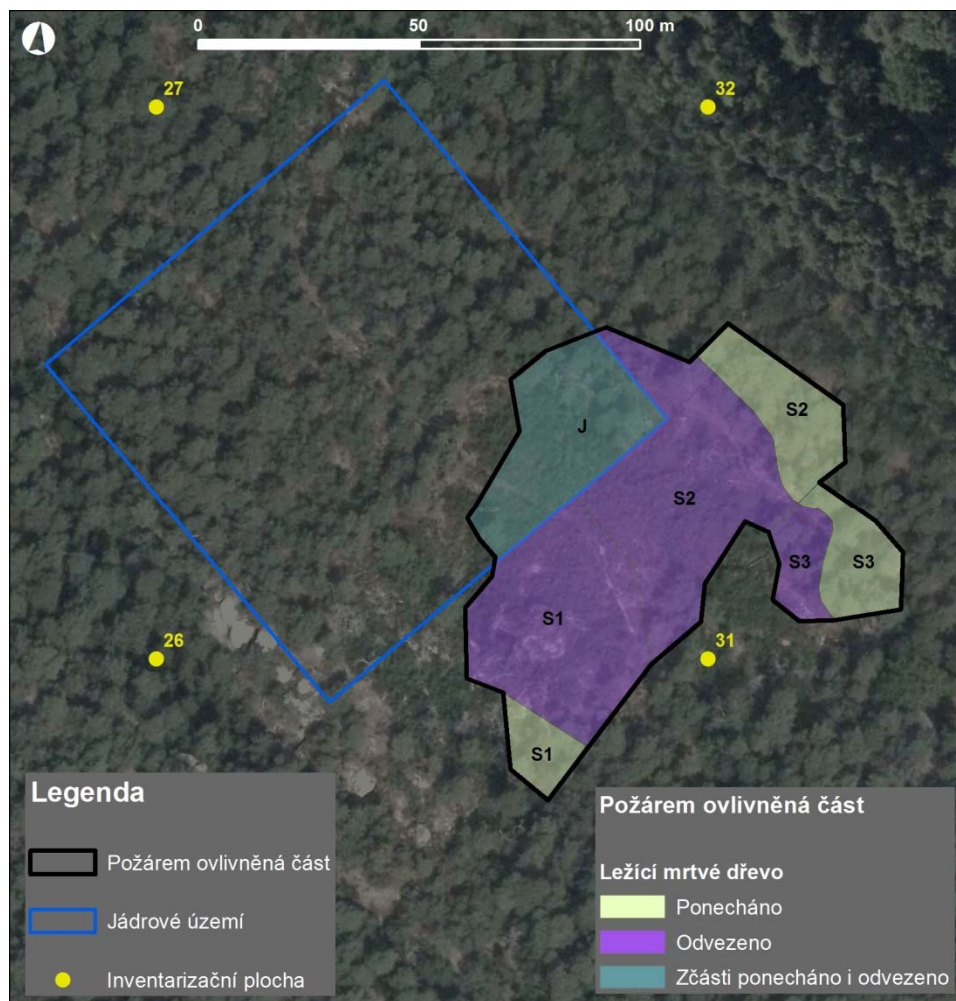 0 50 100 m
27
32
J
S2
S2
S3
S3
S1
26
31
S1
Legenda
Požárem ovlivněná část
Jádrové území
Inventarizační plocha
Požárem ovlivněná část
Ležící mrtvé dřevo
Ponecháno
Odvezeno
Zčásti ponecháno i odvezeno